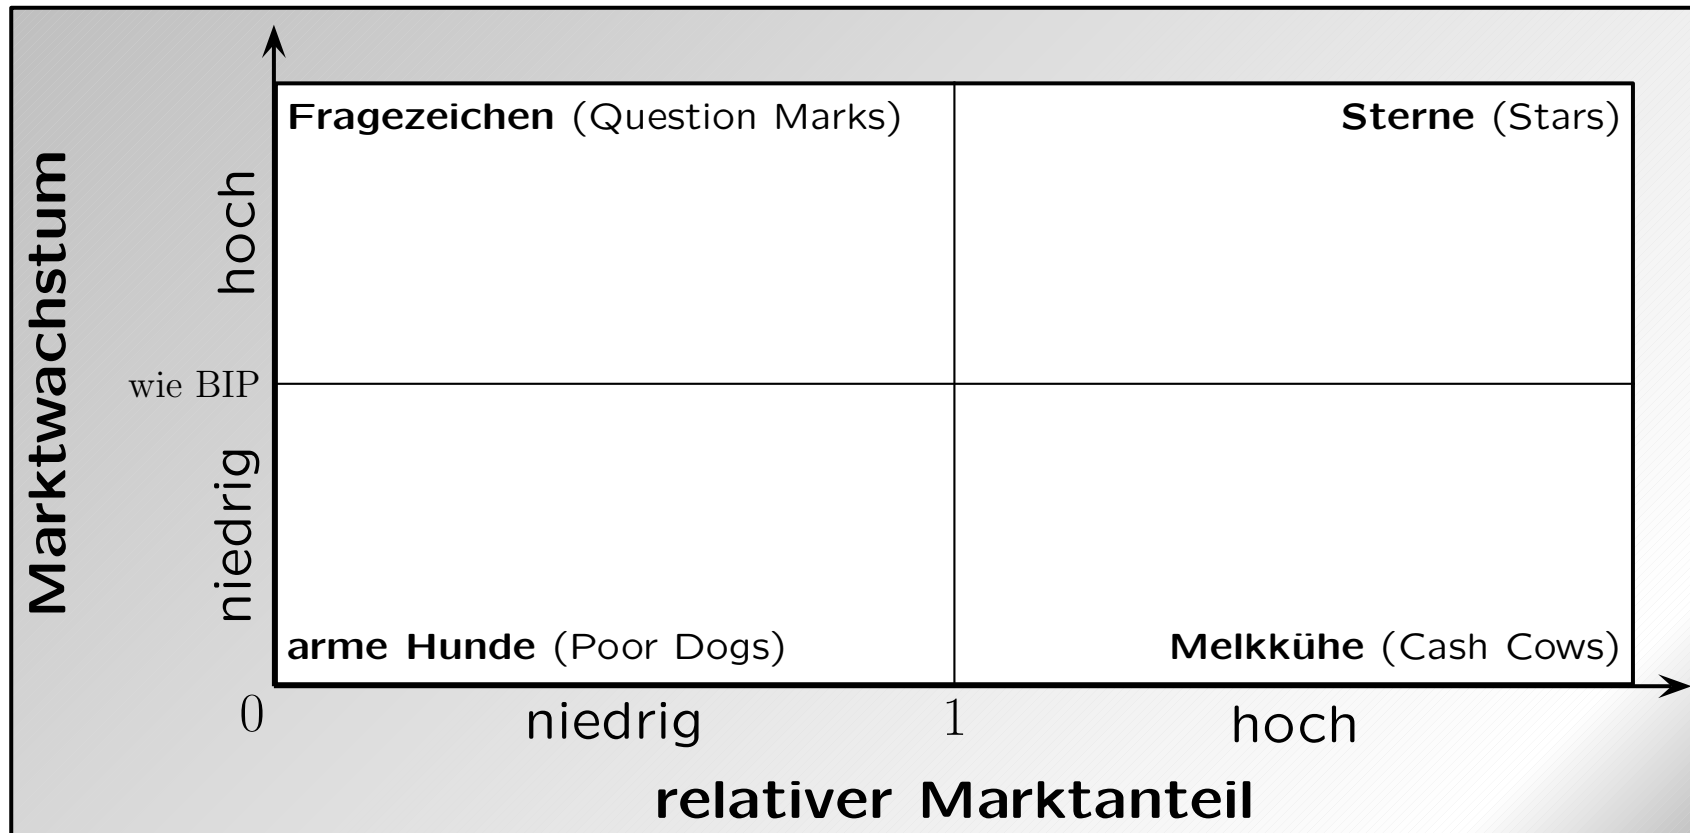 Fragezeichen (Question Marks)
Sterne (Stars)
Marktwachstum
hoch
wie BIP
niedrig
arme Hunde (Poor Dogs)
Melkkühe (Cash Cows)
0
niedrig
1
hoch
relativer Marktanteil